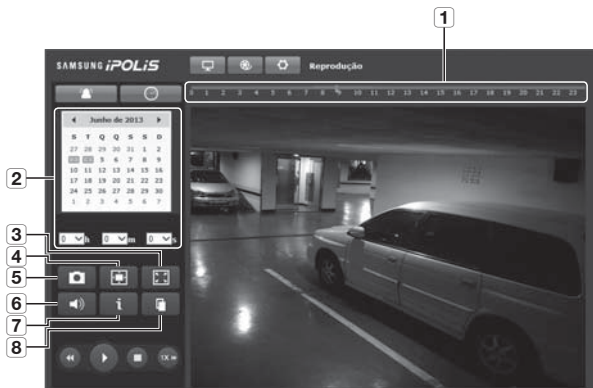 1
SAMSUNG iPOLiS
Reprodução
0 1 2 3 4 5 6 7 8 10 11 12 13 14 15 16 17 18 19 20 21 22 23
Junho de 2013
S T Q Q S S D
27 28 29 30 31 1 2
5 6 7 8 9
10 11 12 13 14 15 16
17 18 19 20 21 22 23
24 25 26 27 28 29 30
1 2 3 4 5 6 7
2
0 h 0 m 0 s
3
4
5
6
i
7
8
1X